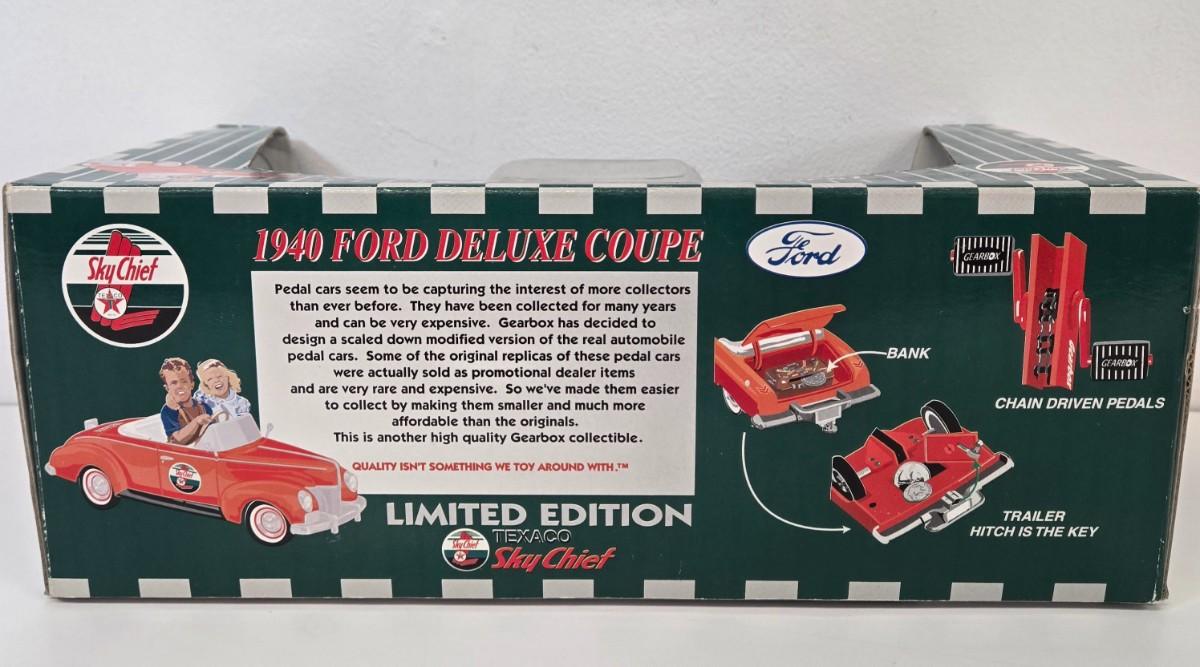 1940 FORD DELUXE COUPE
Sky Chief
TEXACO
Ford
Pedal cars seem to be capturing the interest of more collectors
than ever before. They have been collected for many years
and can be very expensive. Gearbox has decided to
design a scaled down modified version of the real automobile
pedal cars. Some of the original replicas of these pedal cars
were actually sold as promotional dealer items
and are very rare and expensive. So we've made them easier
to collect by making them smaller and much more
affordable than the originals.
This is another high quality Gearbox collectible.
QUALITY ISN'T SOMETHING WE TOY AROUND WITH.™
LIMITED EDITION
TEXACO
Sky Chief
Sky Chief
Sky Chief
BANK
GEARBOX
GEARBOX
Gearbox
CHAIN DRIVEN PEDALS
TRAILER
HITCH IS THE KEY